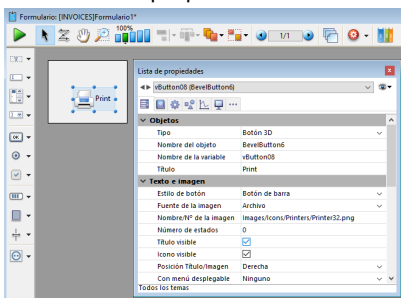 Formulario: [INVOICES]Formulario1*
100%
1/1
Print
Lista de propiedades
vButton08 (BevelButton6)
Objetos
Tipo Botón 3D
Nombre del objeto BevelButton6
Nombre de la variable vButton08
Título Print
Texto e imagen
Estilo de botón Botón de barra
Fuente de la imagen Archivo
Nombre/Nº de la imagen Images/Icons/Printers/Printer32.png
Número de estados 0
Título visible
Icono visible
Posición Título/Imagen Derecha
Con menú desplegable Ninguno
Todos los temas